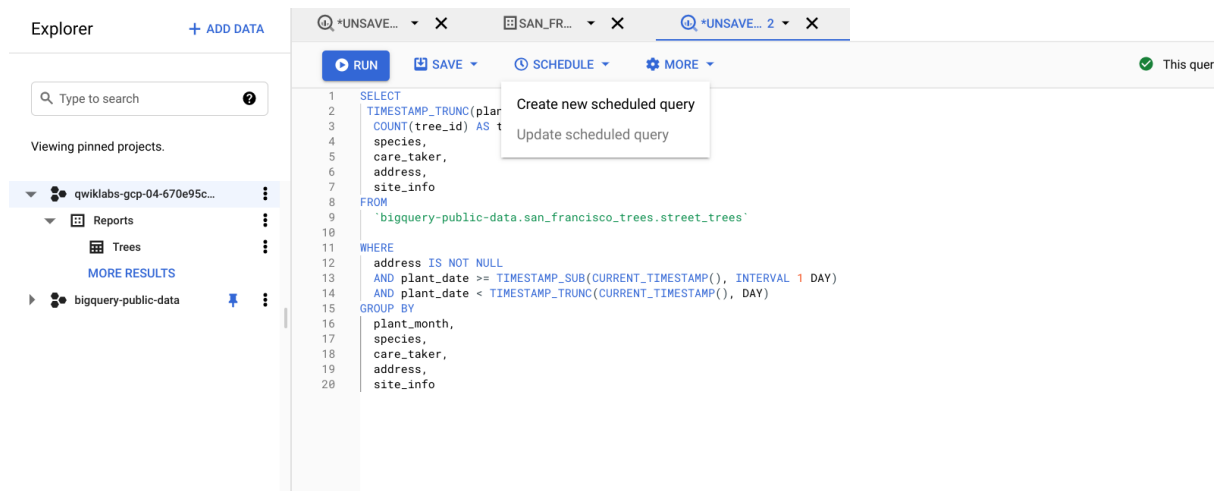 Explorer
+ ADD DATA
Type to search
Viewing pinned projects.
qwiklabs-gcp-04-670e95c...
Reports
Trees
MORE RESULTS
bigquery-public-data
*UNSAVE...
SAN_FR...
*UNSAVE... 2
RUN
SAVE
SCHEDULE
MORE
This quer
Create new scheduled query
Update scheduled query
1 SELECT
2 TIMESTAMP_TRUNC(plan
3 COUNT(tree_id) AS t
4 species,
5 care_taker,
6 address,
7 site_info
8 FROM
9 `bigquery-public-data.san_francisco_trees.street_trees`
10
11 WHERE
12 address IS NOT NULL
13 AND plant_date >= TIMESTAMP_SUB(CURRENT_TIMESTAMP(), INTERVAL 1 DAY)
14 AND plant_date < TIMESTAMP_TRUNC(CURRENT_TIMESTAMP(), DAY)
15 GROUP BY
16 plant_month,
17 species,
18 care_taker,
19 address,
20 site_info